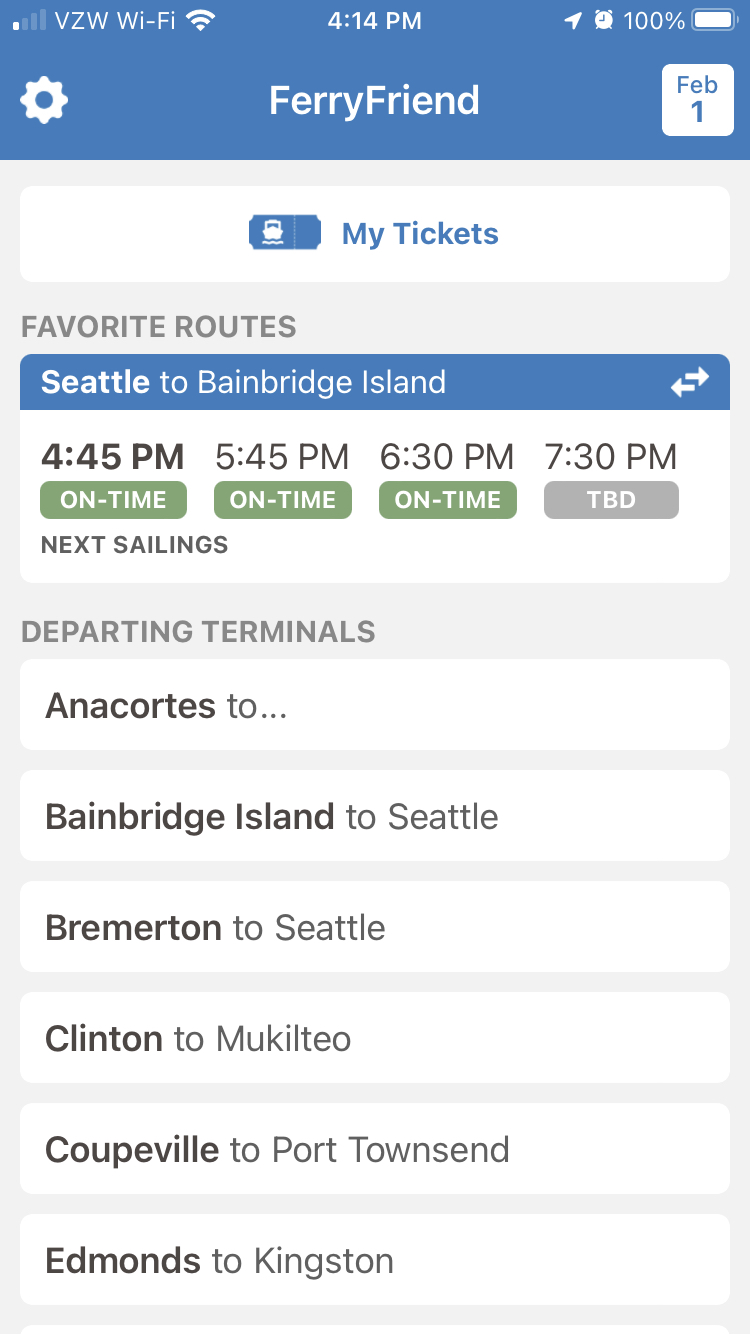 VZW Wi-Fi 4:14 PM 100%
FerryFriend
Feb
1
My Tickets
FAVORITE ROUTES
Seattle to Bainbridge Island
4:45 PM 5:45 PM 6:30 PM 7:30 PM
ON-TIME ON-TIME ON-TIME TBD
NEXT SAILINGS
DEPARTING TERMINALS
Anacortes to...
Bainbridge Island to Seattle
Bremerton to Seattle
Clinton to Mukilteo
Coupeville to Port Townsend
Edmonds to Kingston